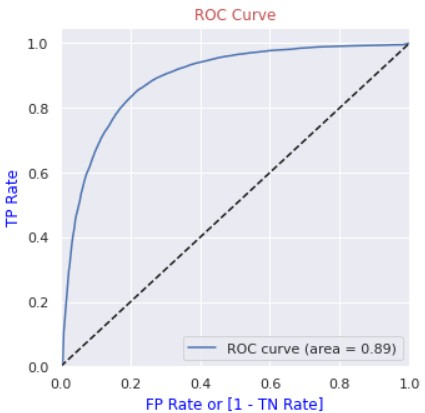 ROC Curve
1.0
0.8
0.6
0.4
0.2
0.0
TP Rate
ROC curve (area = 0.89)
0.0 0.2 0.4 0.6 0.8 1.0
FP Rate or [1 - TN Rate]